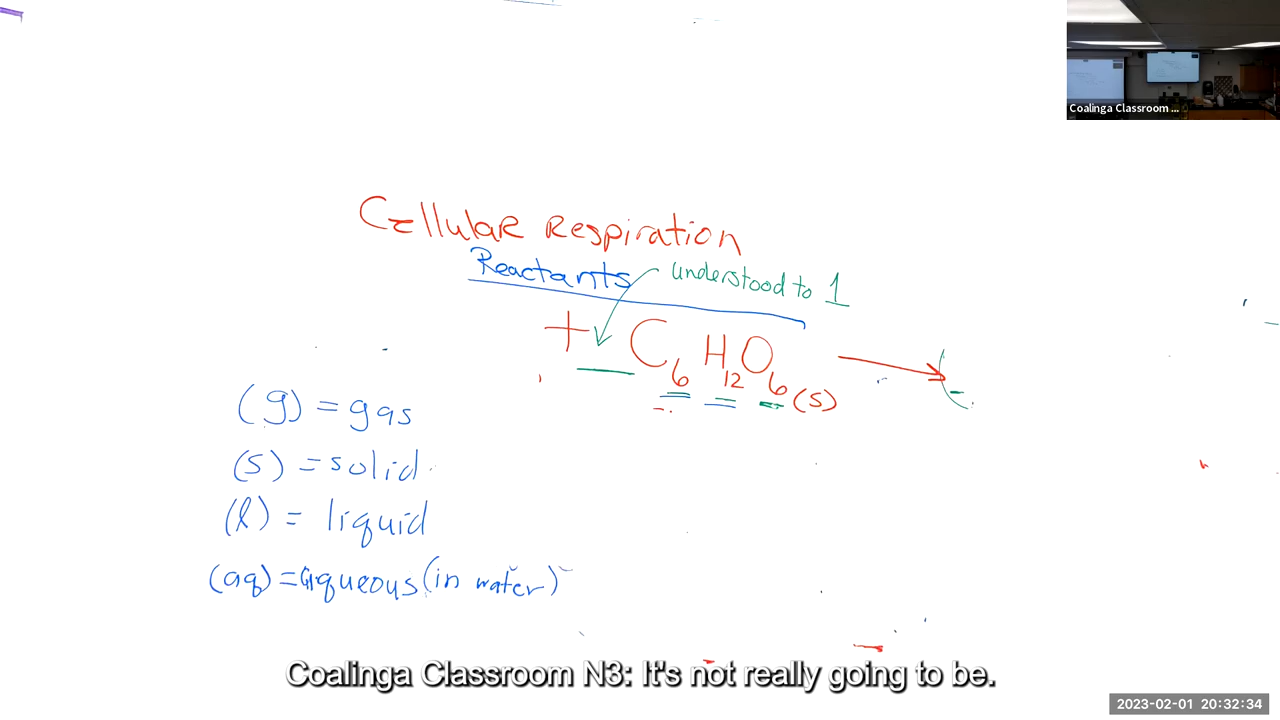 Coalinga Classroom ...
Cellular Respiration
Reactants
understood to 1
+ C6H12O6(s)
(g) = gas
(s) = solid
(l) = liquid
(aq) = aqueous (in water)
Coalinga Classroom N3: It's not really going to be.
2023-02-01 20:32:34